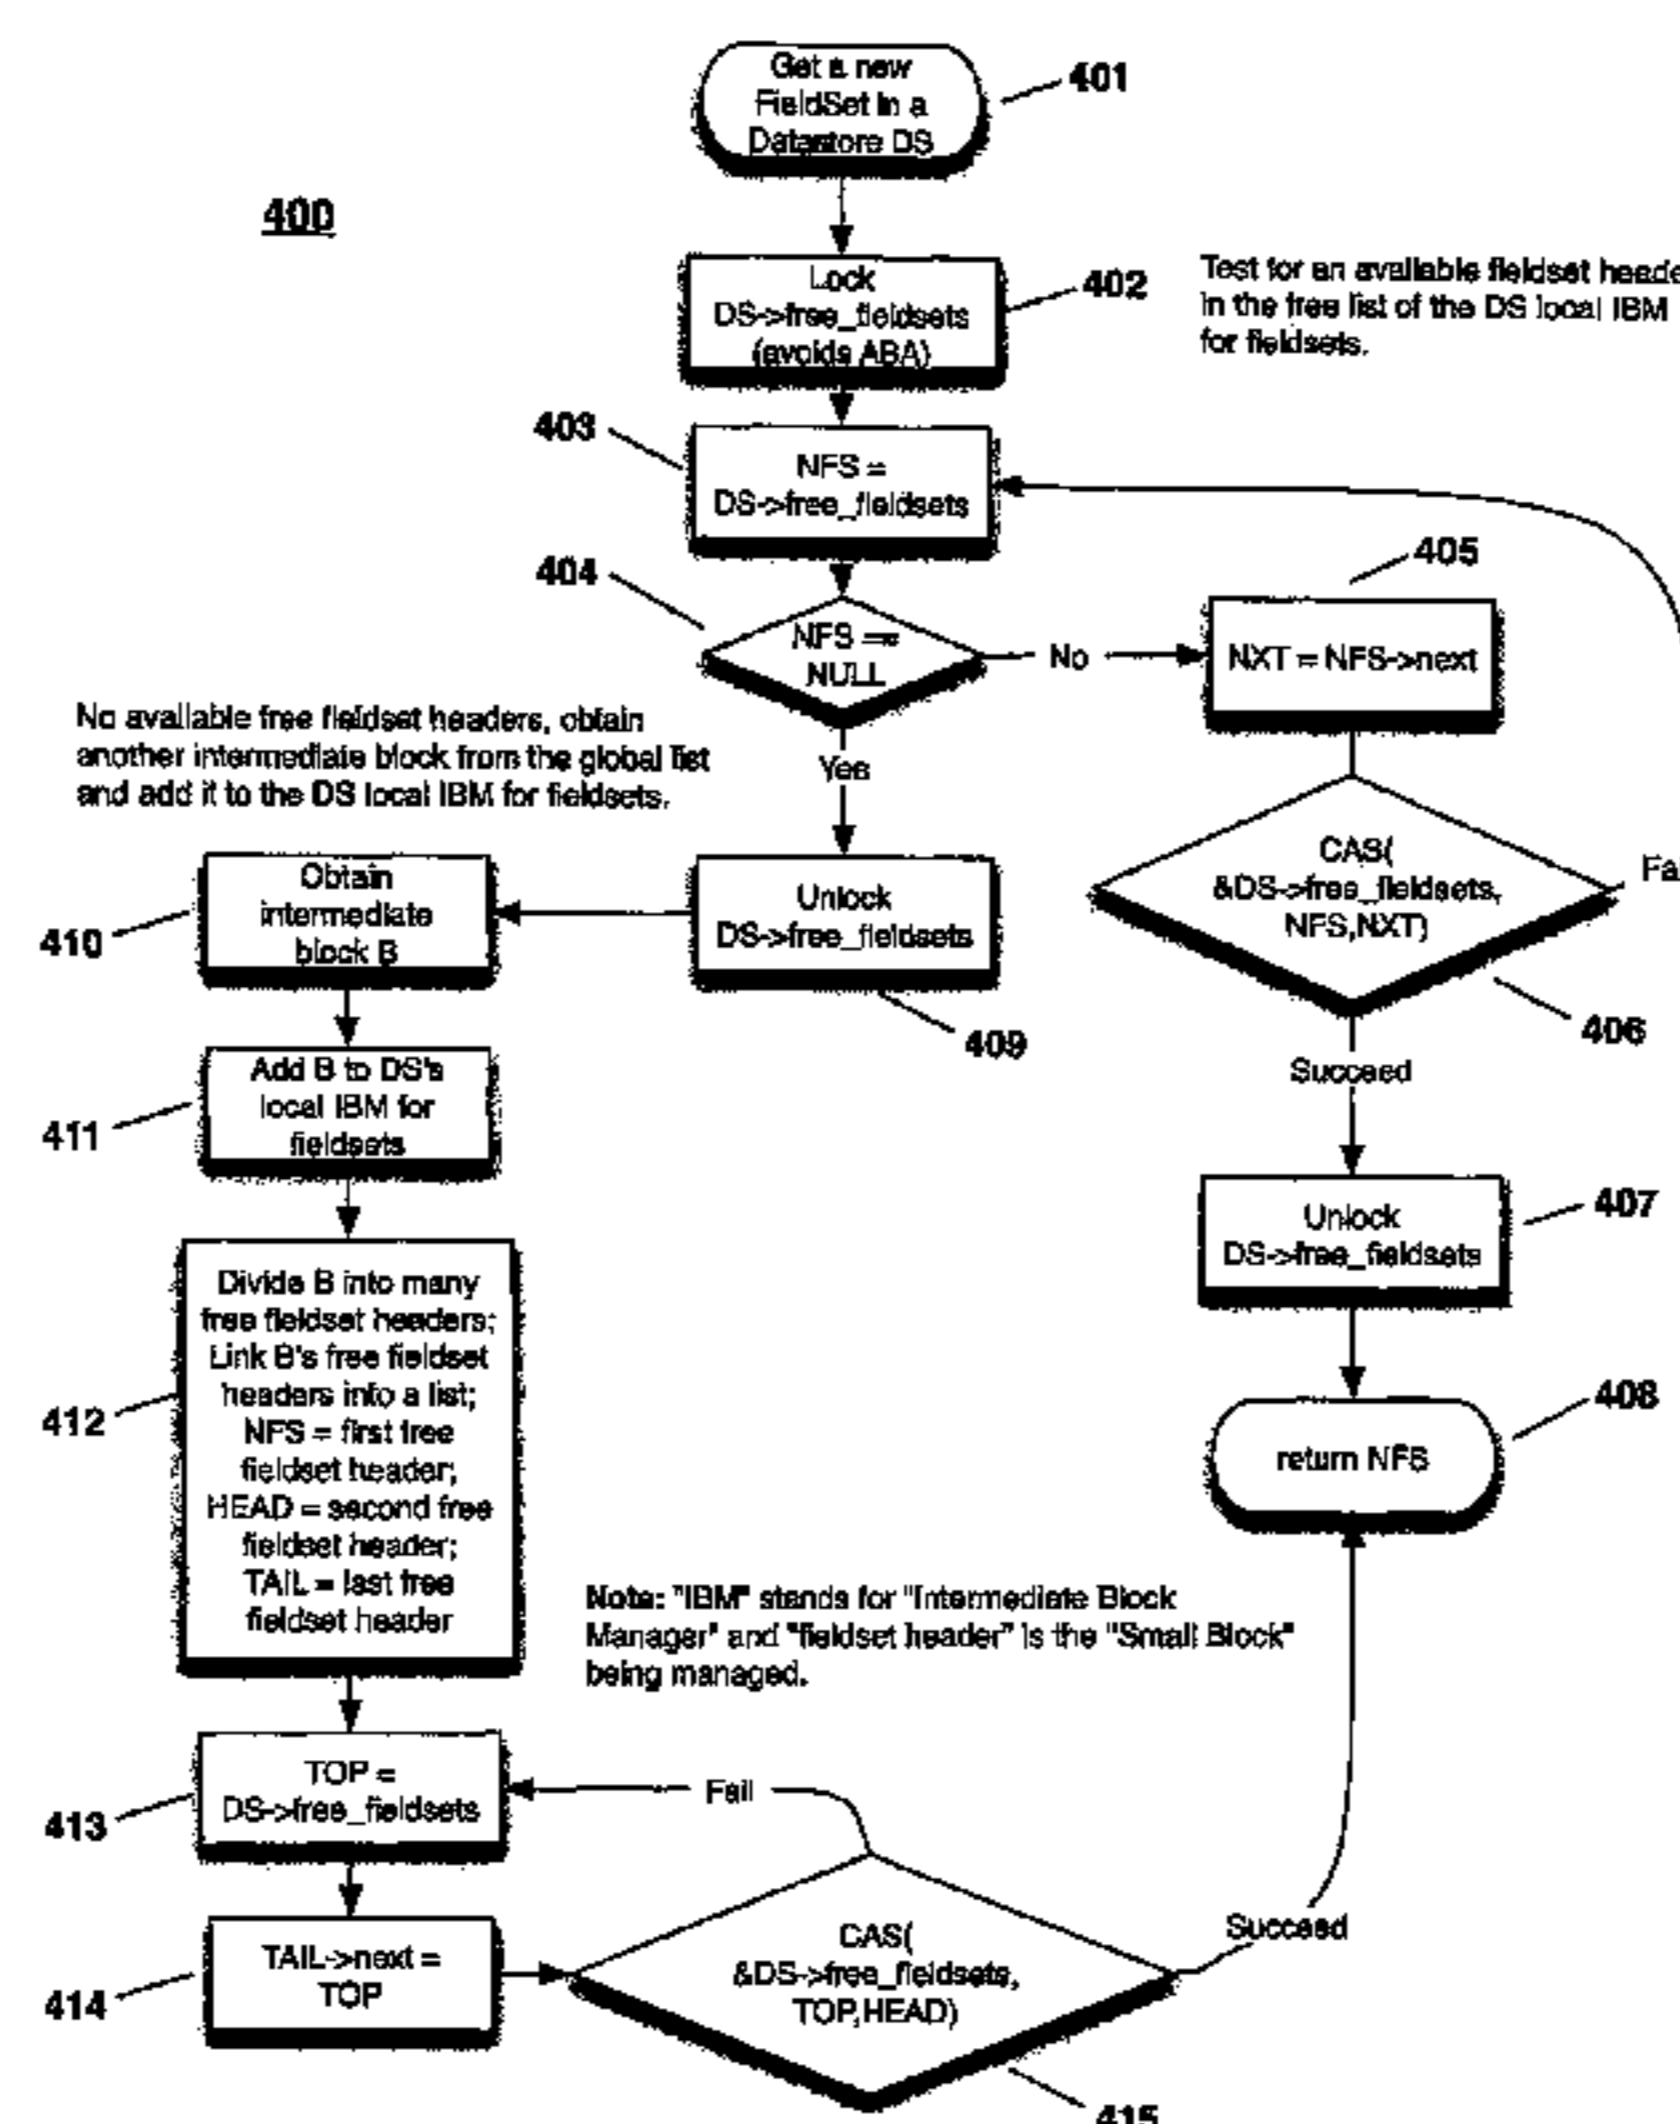 Get a new
FieldSet in a
Datastore DS
401
400
Lock
DS->free_fieldsets
(avoids ABA)
402
Test for an available fieldset heade
in the free list of the DS local IBM
for fieldsets.
403
NFS =
DS->free_fieldsets
404
NFS ==
NULL
No
405
NXT = NFS->next
No available free fieldset headers, obtain
another intermediate block from the global list
and add it to the DS local IBM for fieldsets.
Yes
CAS(
&DS->free_fieldsets,
NFS,NXT)
Fai
406
Obtain
intermediate
block B
410
Unlock
DS->free_fieldsets
409
Succeed
Add B to DS's
local IBM for
fieldsets
411
Unlock
DS->free_fieldsets
407
Divide B into many
free fieldset headers;
Link B's free fieldset
headers into a list;
NFS = first free
fieldset header;
HEAD = second free
fieldset header;
TAIL = last free
fieldset header
412
408
return NFS
Note: "IBM" stands for "Intermediate Block
Manager" and "fieldset header" is the "Small Block"
being managed.
TOP =
DS->free_fieldsets
413
Fail
TAIL->next =
TOP
414
CAS(
&DS->free_fieldsets,
TOP,HEAD)
Succeed
415